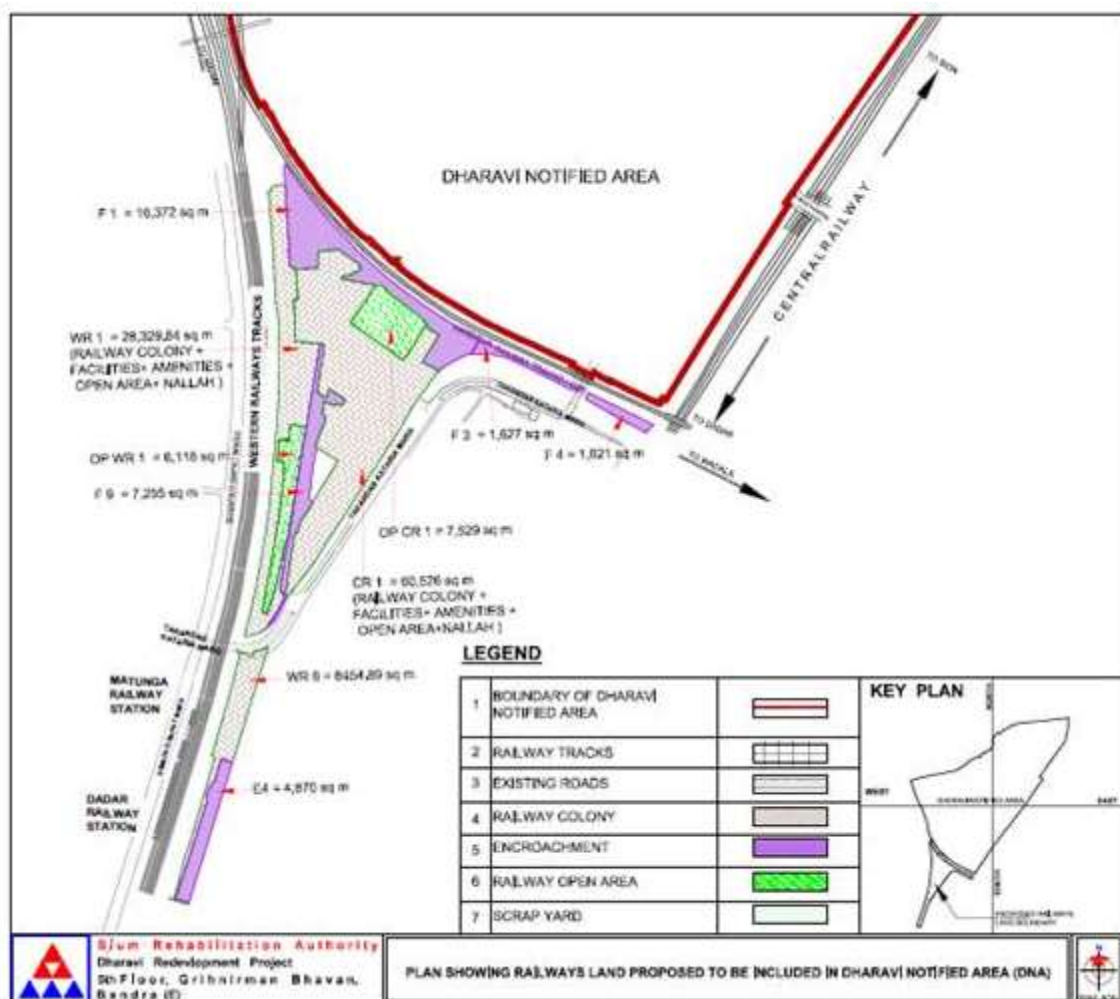 DHARAVI NOTIFIED AREA
TO SION
CENTRAL RAILWAY
TO DADAR
TO WADALA
F 1 = 16,372 sq m
WR 1 = 28,329.84 sq m
(RAILWAY COLONY +
FACILITIES+ AMENITIES +
OPEN AREA+ NALLAH )
WESTERN RAILWAYS TRACKS
OP WR 1 = 6,118 sq m
F 9 = 7,255 sq m
F 3 = 1,627 sq m
F 4 = 1,821 sq m
OP CR 1 = 7,529 sq m
CR 1 = 60,526 sq m
(RAILWAY COLONY +
FACILITIES+ AMENITIES +
OPEN AREA+NALLAH )
WR 6 = 8454.89 sq m
MATUNGA
RAILWAY
STATION
E4 = 4,870 sq m
DADAR
RAILWAY
STATION
LEGEND
1 BOUNDARY OF DHARAVI
NOTIFIED AREA
2 RAILWAY TRACKS
3 EXISTING ROADS
4 RAILWAY COLONY
5 ENCROACHMENT
6 RAILWAY OPEN AREA
7 SCRAP YARD
KEY PLAN
WEST
EAST
Slum Rehabilitation Authority
Dharavi Redevelopment Project
5th Floor, Grihnirman Bhavan,
Bandra (E)
PLAN SHOWING RAILWAYS LAND PROPOSED TO BE INCLUDED IN DHARAVI NOTIFIED AREA (DNA)